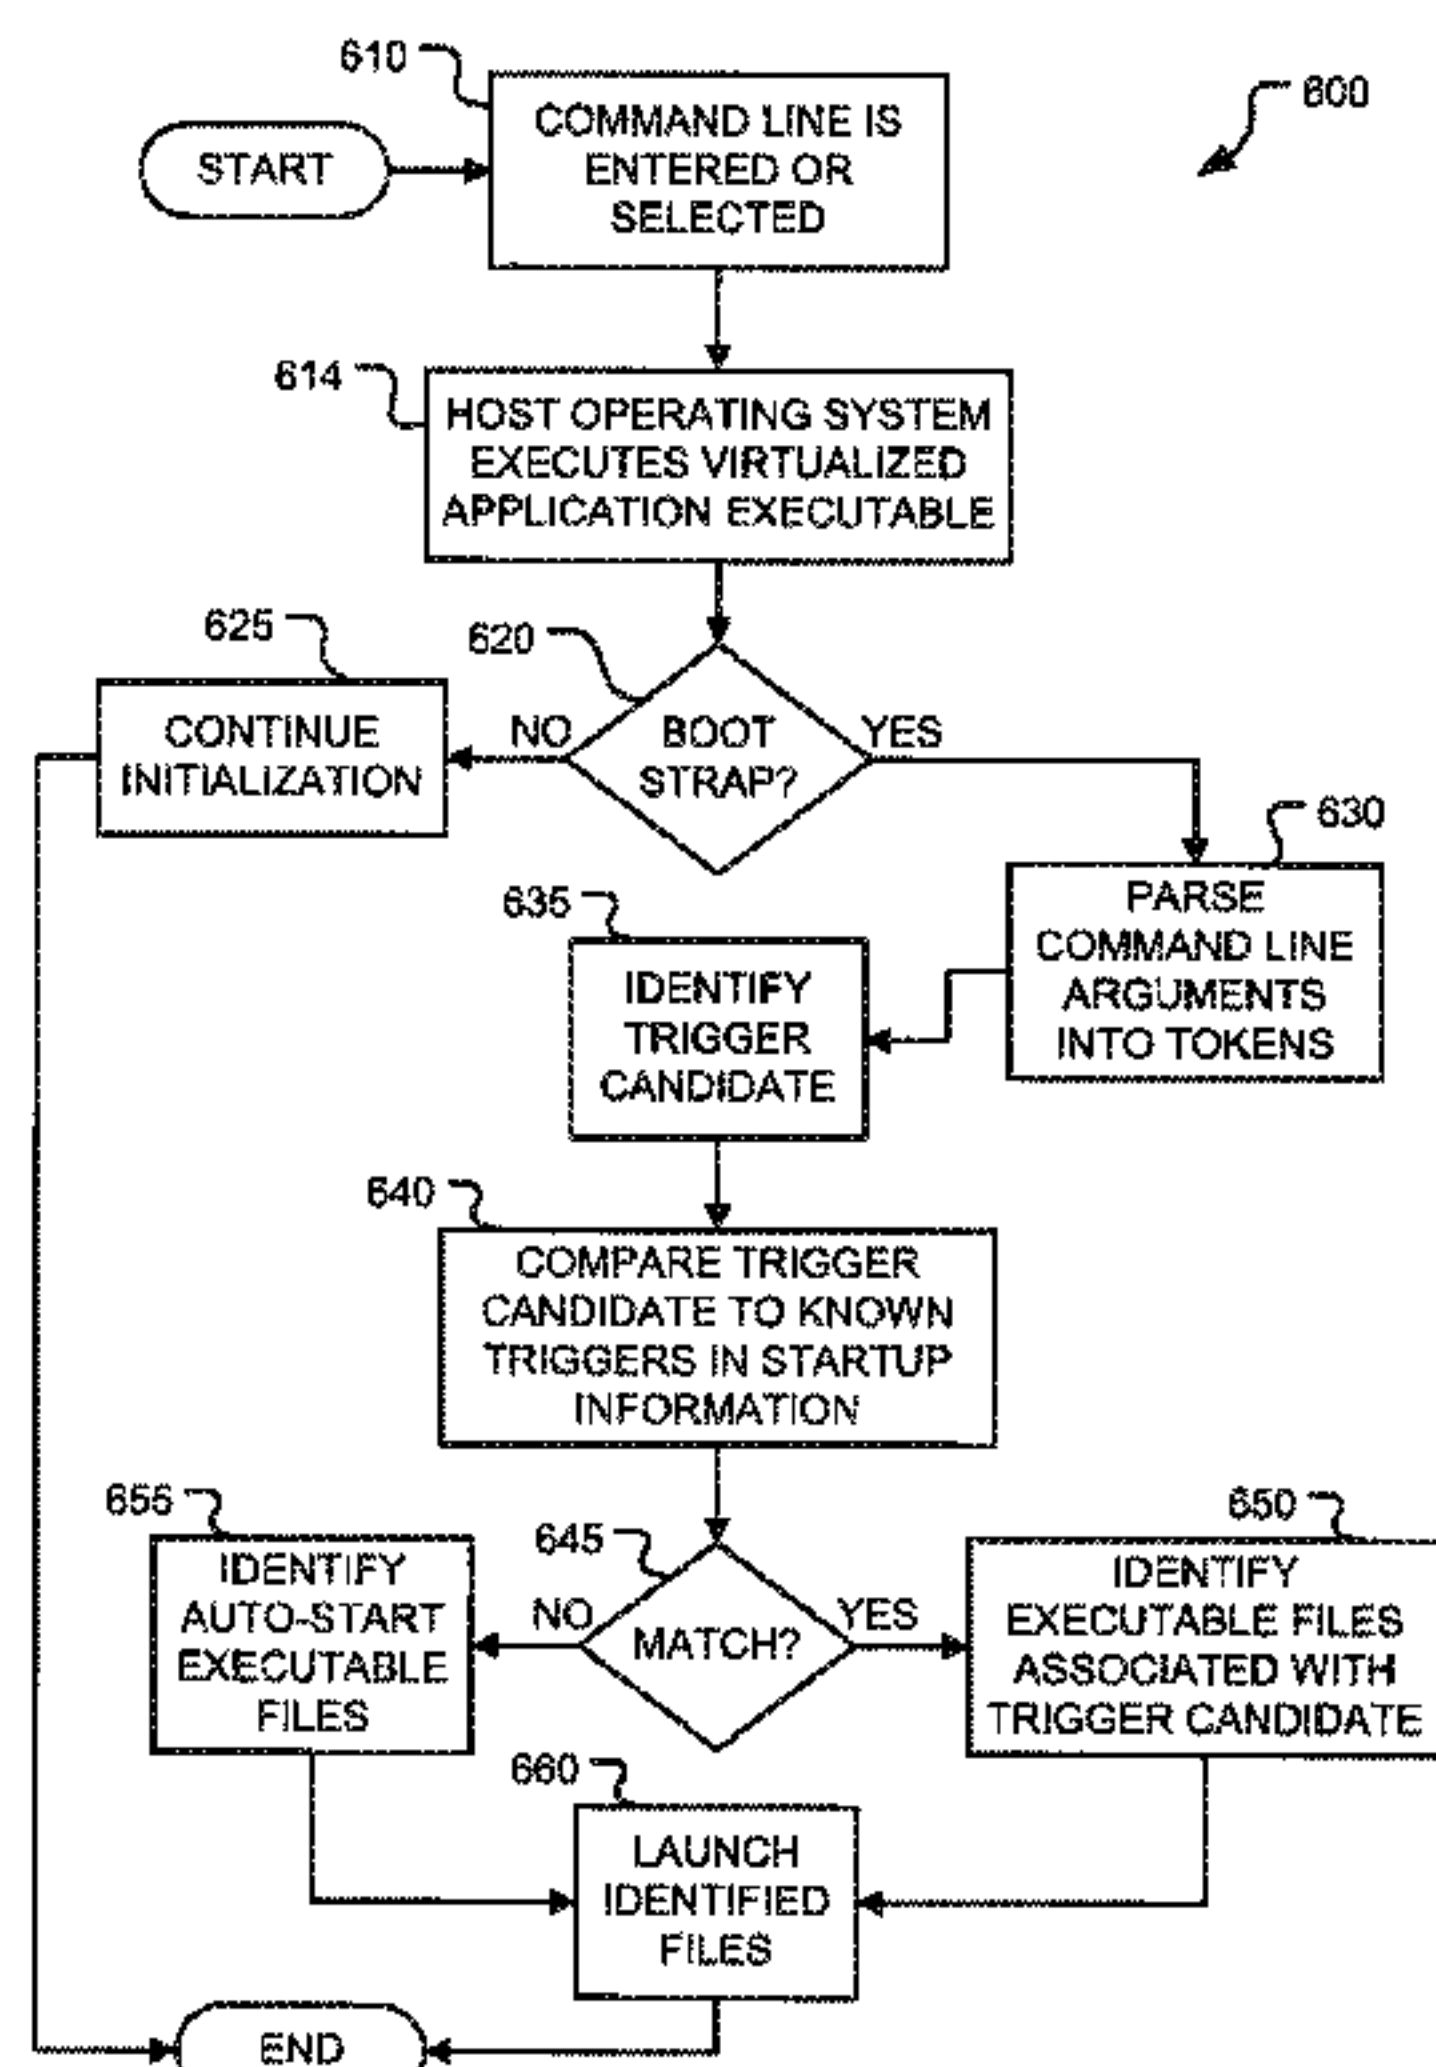 610
600
START
COMMAND LINE IS
ENTERED OR
SELECTED
614
HOST OPERATING SYSTEM
EXECUTES VIRTUALIZED
APPLICATION EXECUTABLE
625
620
CONTINUE
INITIALIZATION
NO
BOOT
STRAP?
YES
630
PARSE
COMMAND LINE
ARGUMENTS
INTO TOKENS
635
IDENTIFY
TRIGGER
CANDIDATE
640
COMPARE TRIGGER
CANDIDATE TO KNOWN
TRIGGERS IN STARTUP
INFORMATION
655
645
650
IDENTIFY
AUTO-START
EXECUTABLE
FILES
NO
MATCH?
YES
IDENTIFY
EXECUTABLE FILES
ASSOCIATED WITH
TRIGGER CANDIDATE
660
LAUNCH
IDENTIFIED
FILES
END